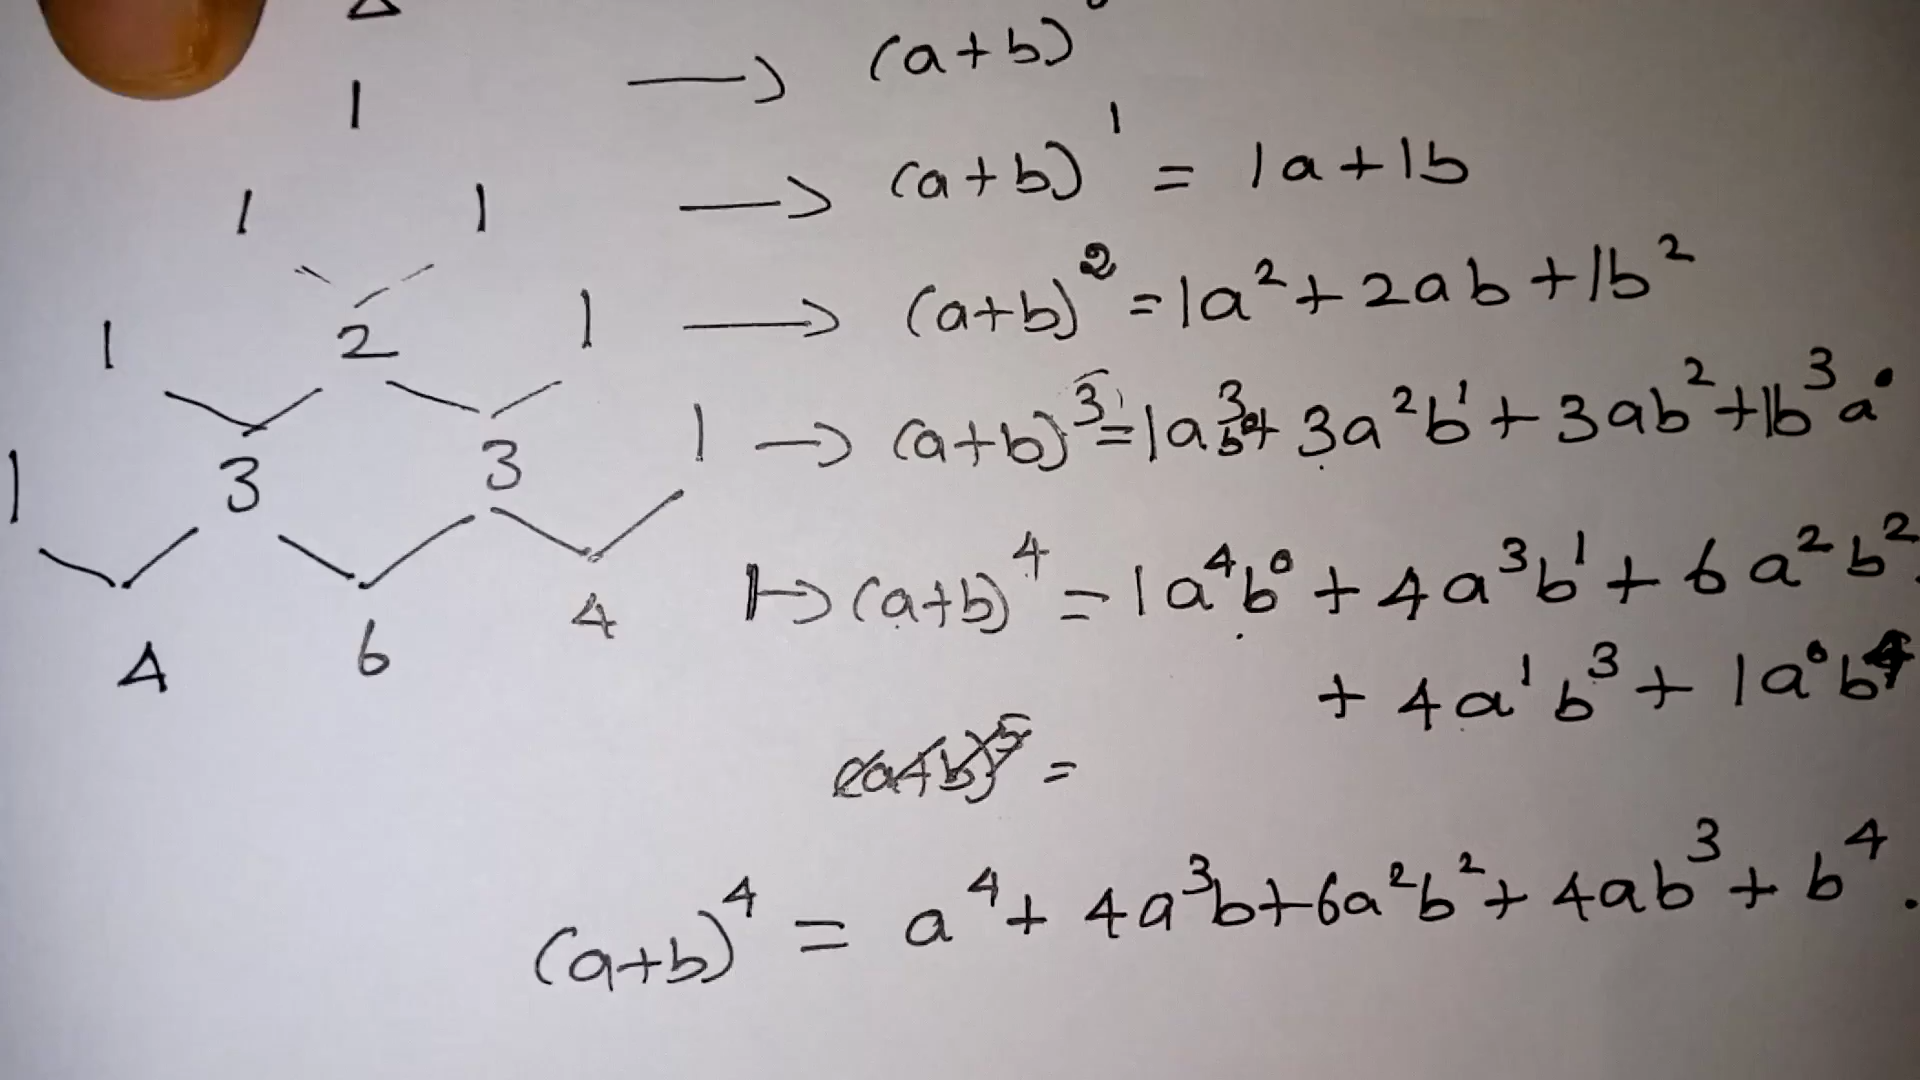 1 → (a+b)⁰
1 1 → (a+b)¹ = 1a+1b
1 2 1 → (a+b)² = 1a²+2ab+1b²
1 3 3 1 → (a+b)³ = 1a³b⁰+3a²b¹+3ab²+1b³a⁰
1 4 6 4 1 → (a+b)⁴ = 1a⁴b⁰+4a³b¹+6a²b²
+4a¹b³+1a⁰b⁴
=
(a+b)⁴ = a⁴+4a³b+6a²b²+4ab³+b⁴.